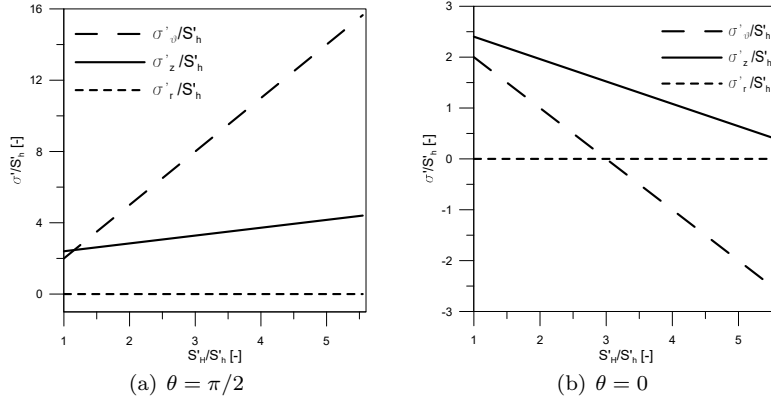 16
12
8
4
0
σ'/S'h [-]
σ'ϑ/S'h
σ'z/S'h
σ'r/S'h
1 2 3 4 5
S'H/S'h [-]
(a) θ = π/2
3
2
1
0
-1
-2
-3
σ'/S'h [-]
σ'ϑ/S'h
σ'z/S'h
σ'r/S'h
1 2 3 4 5
S'H/S'h [-]
(b) θ = 0